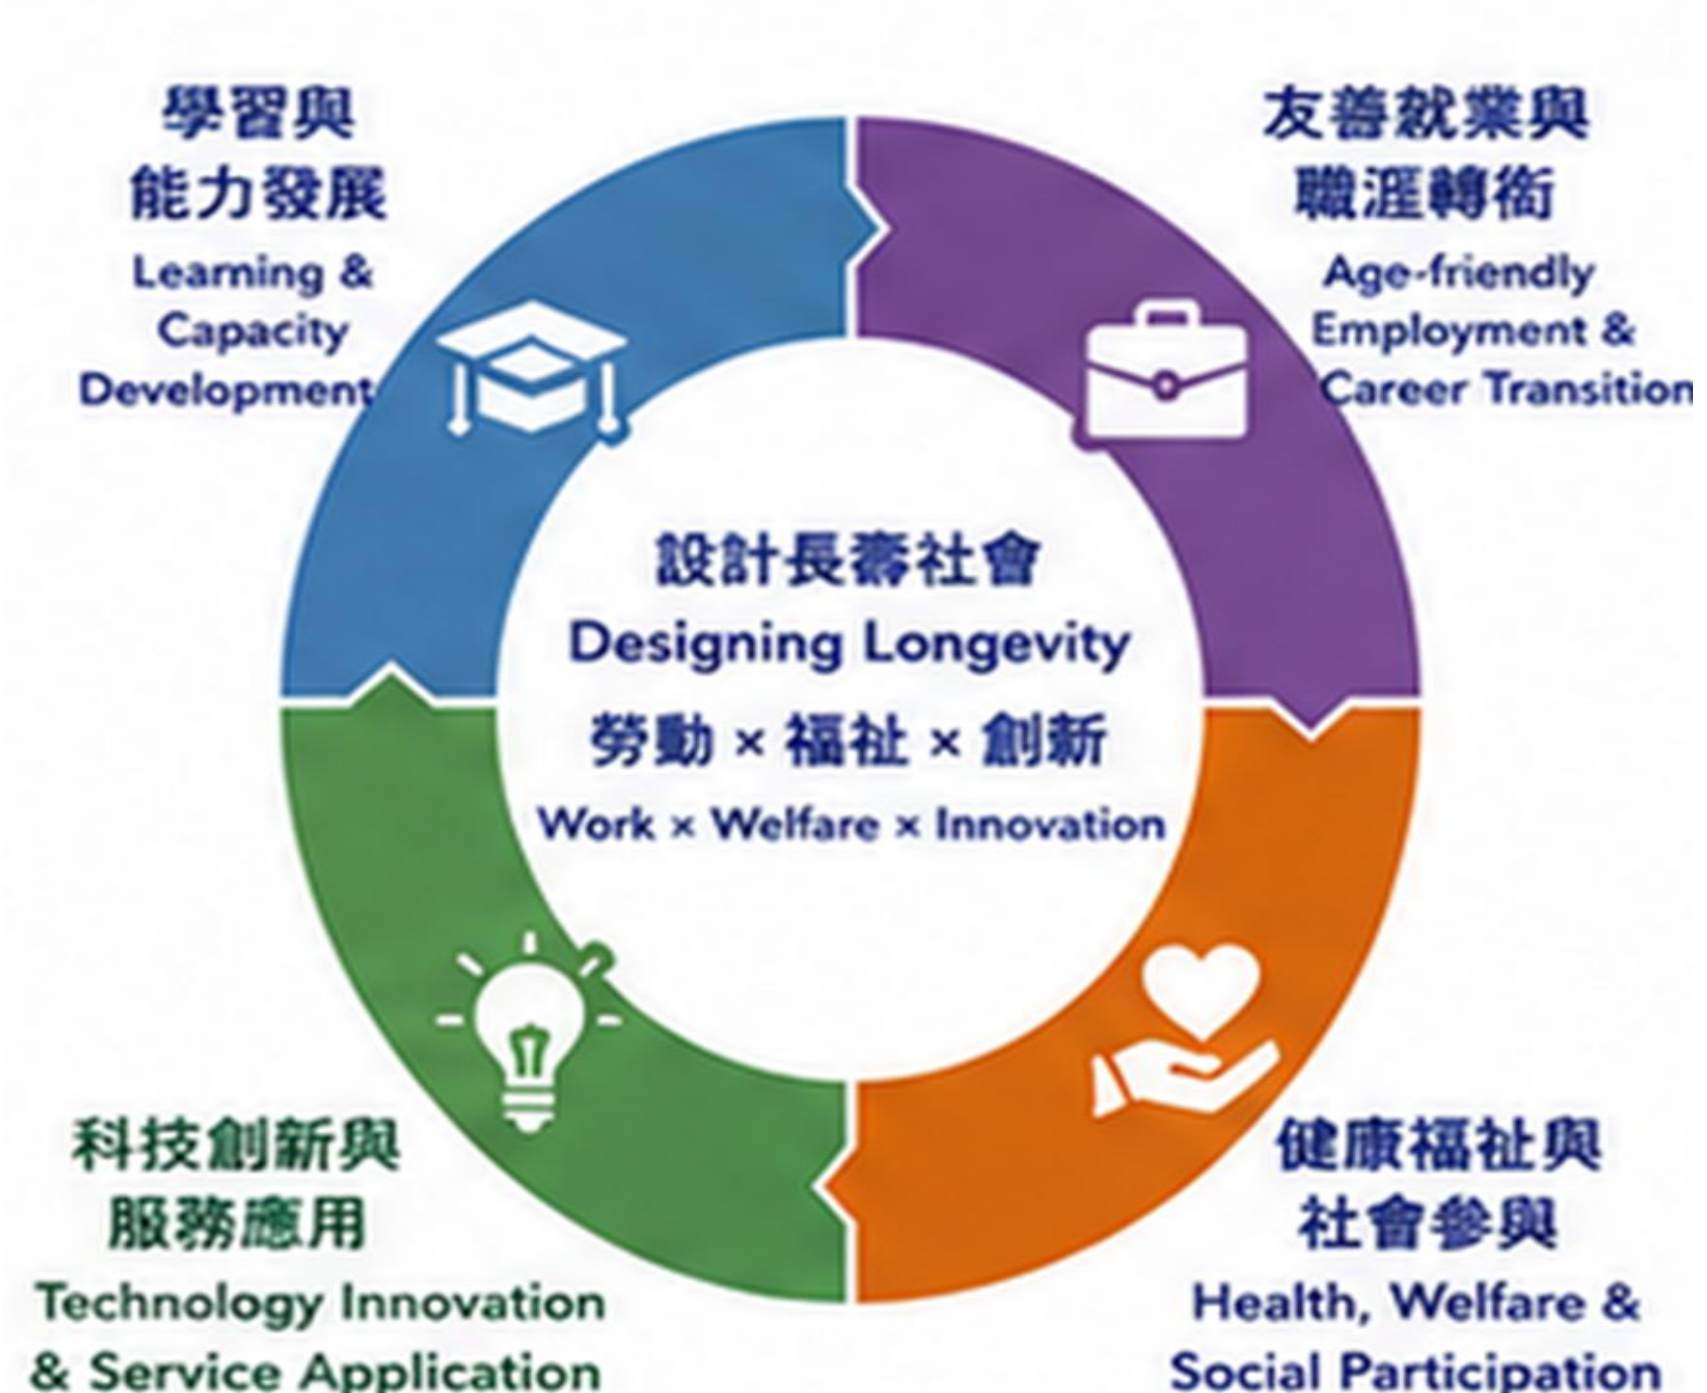 學習與
能力發展
Learning &
Capacity
Development
友善就業與
職涯轉銜
Age-friendly
Employment &
Career Transition
設計長壽社會
Designing Longevity
勞動 × 福祉 × 創新
Work × Welfare × Innovation
科技創新與
服務應用
Technology Innovation
& Service Application
健康福祉與
社會參與
Health, Welfare &
Social Participation